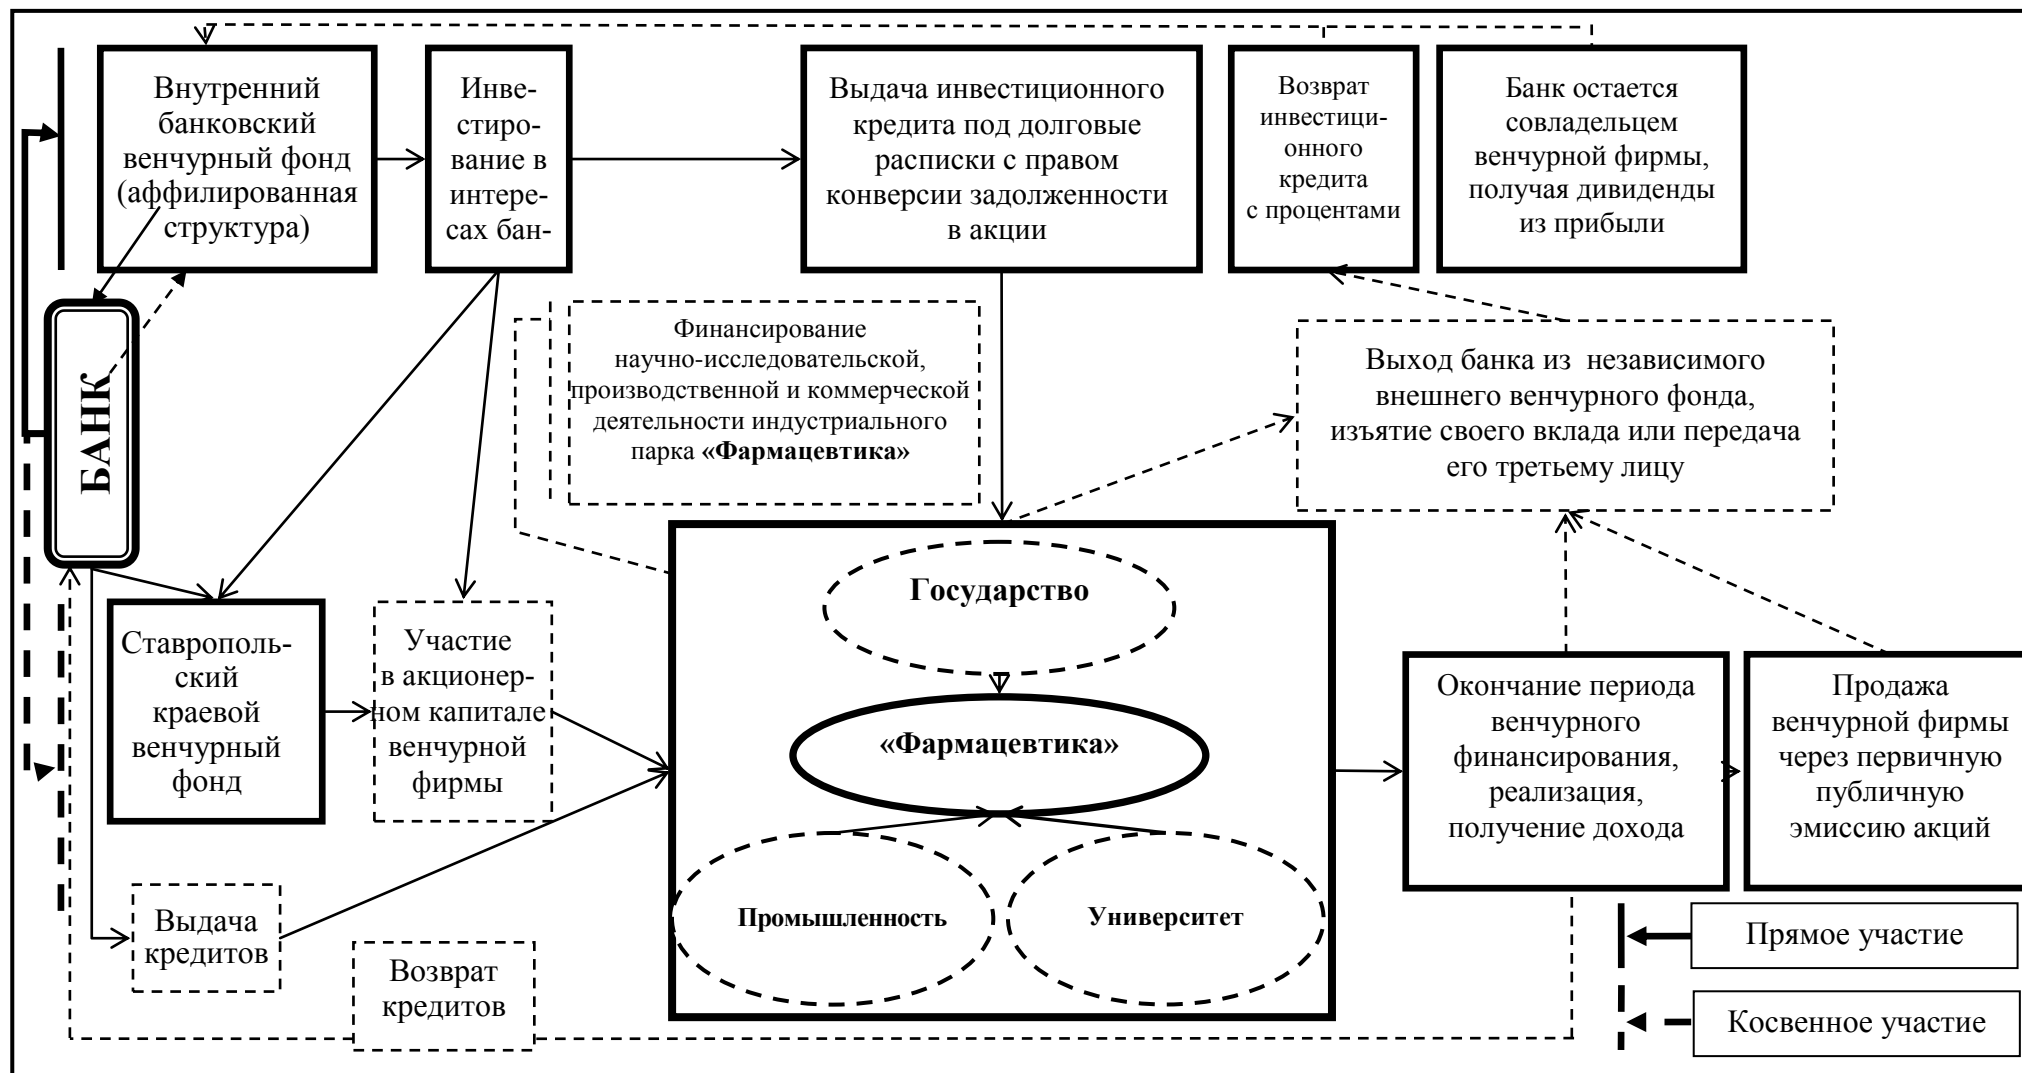 Внутренний
банковский
венчурный фонд
(аффилированная
структура)
Инве-
стиро-
вание в
интере-
сах бан-
Выдача инвестиционного
кредита под долговые
расписки с правом
конверсии задолженности
в акции
Возврат
инвестици-
онного
кредита
с процентами
Банк остается
совладельцем
венчурной фирмы,
получая дивиденды
из прибыли
БАНК
Финансирование
научно-исследовательской,
производственной и коммерческой
деятельности индустриального
парка «Фармацевтика»
Выход банка из независимого
внешнего венчурного фонда,
изъятие своего вклада или передача
его третьему лицу
Ставрополь-
ский
краевой
венчурный
фонд
Участие
в акционер-
ном капитале
венчурной
фирмы
Государство
«Фармацевтика»
Промышленность
Университет
Окончание периода
венчурного
финансирования,
реализация,
получение дохода
Продажа
венчурной фирмы
через первичную
публичную
эмиссию акций
Выдача
кредитов
Возврат
кредитов
Прямое участие
Косвенное участие